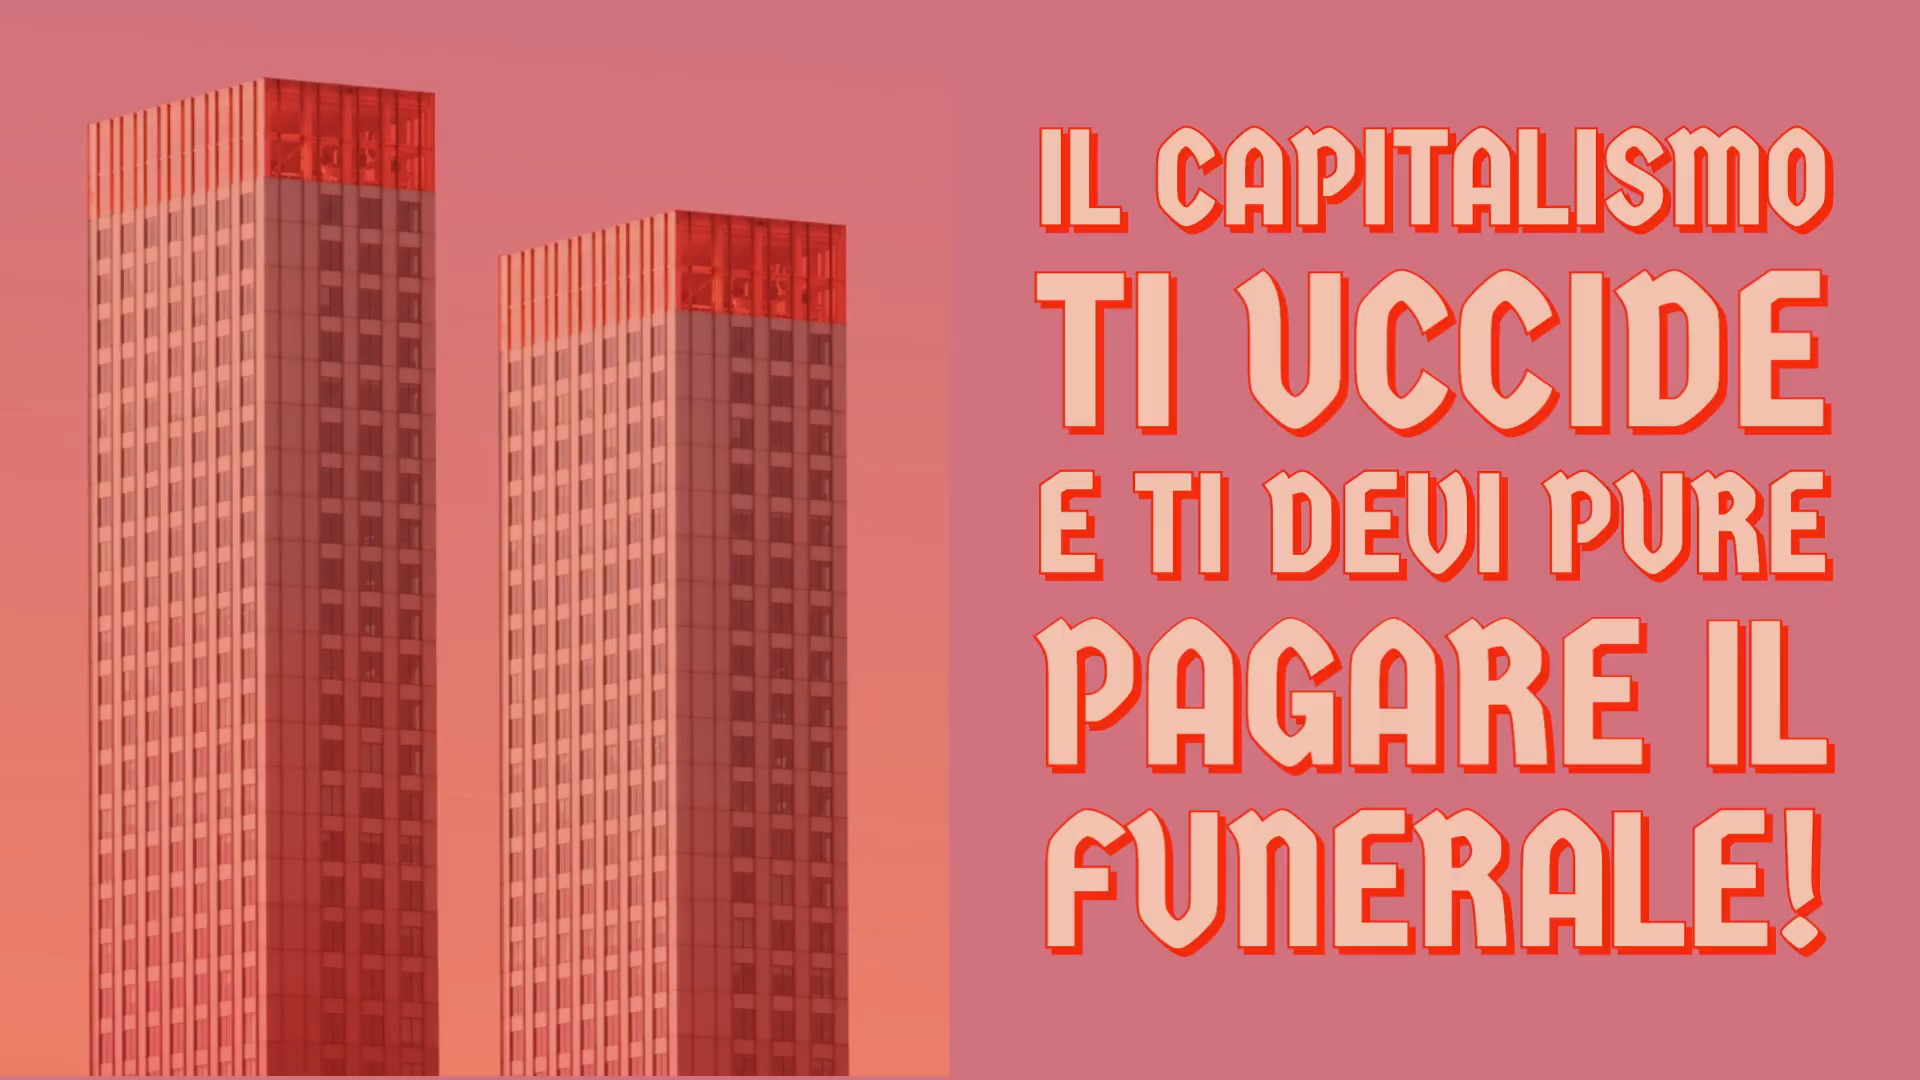 IL CAPITALISMO
TI UCCIDE
E TI DEVI PURE
PAGARE IL
FUNERALE!